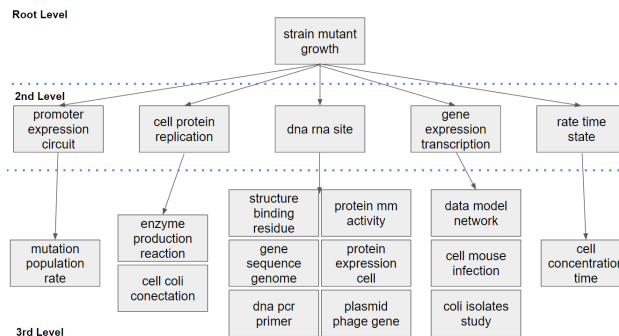 Root Level
strain mutant
growth
2nd Level
promoter
expression
circuit
cell protein
replication
dna rna site
gene
expression
transcription
rate time
state
mutation
population
rate
enzyme
production
reaction
cell coli
conectation
structure
binding
residue
protein mm
activity
gene
sequence
genome
protein
expression
cell
dna pcr
primer
plasmid
phage gene
data model
network
cell mouse
infection
coli isolates
study
cell
concentration
time
3rd Level